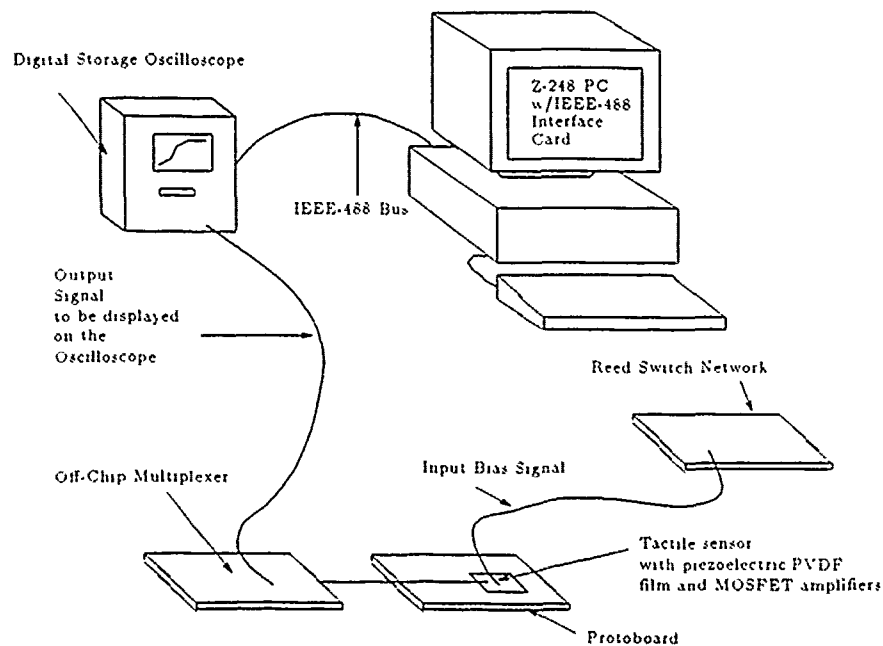 Digital Storage Oscilloscope
Z-248 PC
w/IEEE-488
Interface
Card
IEEE-488 Bus
Output
Signal
to be displayed
on the
Oscilloscope
Reed Switch Network
Input Bias Signal
Off-Chip Multiplexer
Tactile sensor
with piezoelectric PVDF
film and MOSFET amplifiers
Protoboard